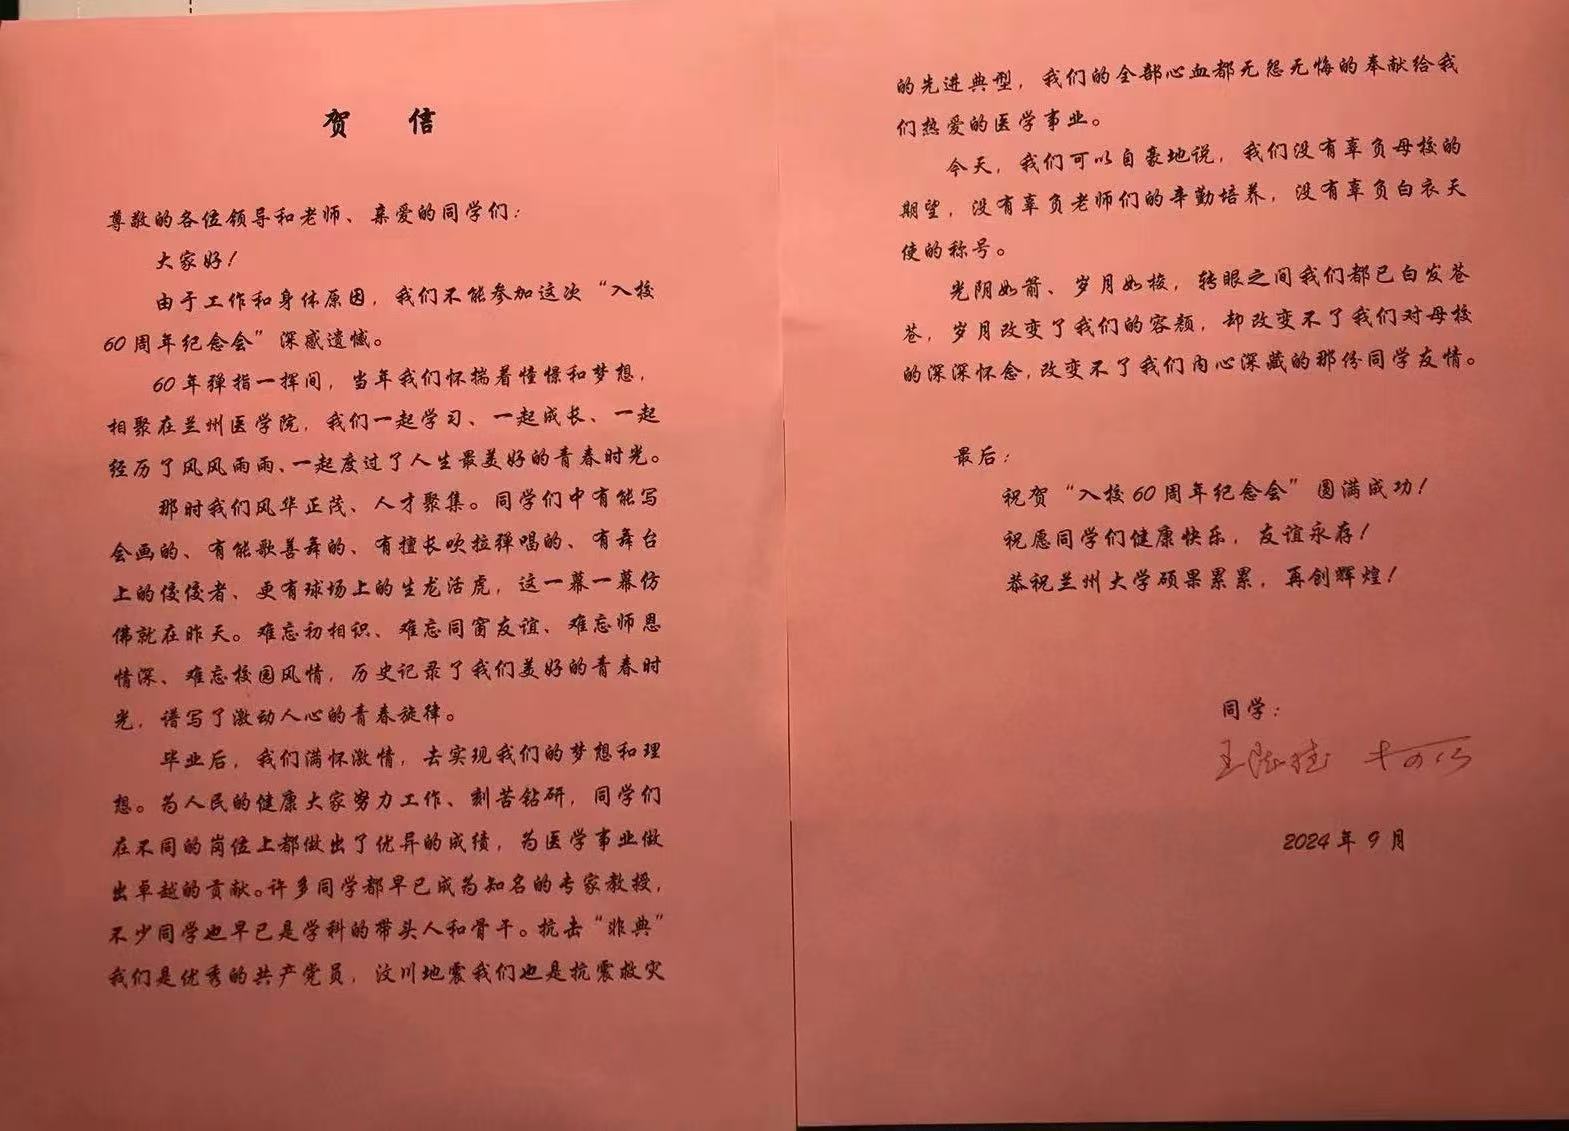 贺 信
尊敬的各位领导和老师、亲爱的同学们：
大家好！
由于工作和身体原因，我们不能参加这次“入校
60周年纪念会”深感遗憾。
60年弹指一挥间，当年我们怀揣着憧憬和梦想，
相聚在兰州医学院，我们一起学习、一起成长、一起
经历了风风雨雨、一起度过了人生最美好的青春时光。
那时我们风华正茂、人才聚集。同学们中有能写
会画的、有能歌善舞的、有擅长吹拉弹唱的、有舞台
上的佼佼者、更有球场上的生龙活虎，这一幕一幕仿
佛就在昨天。难忘初相识、难忘同窗友谊、难忘师恩
情深、难忘校园风情，历史记录了我们美好的青春时
光，谱写了激动人心的青春旋律。
毕业后，我们满怀激情，去实现我们的梦想和理
想。为人民的健康大家努力工作、刻苦钻研，同学们
在不同的岗位上都做出了优异的成绩，为医学事业做
出卓越的贡献。许多同学都早已成为知名的专家教授，
不少同学也早已是学科的带头人和骨干。抗击“非典”
我们是优秀的共产党员，汶川地震我们也是抗震救灾
的先进典型，我们的全部心血都无怨无悔的奉献给我
们热爱的医学事业。
今天，我们可以自豪地说，我们没有辜负母校的
期望，没有辜负老师们的辛勤培养，没有辜负白衣天
使的称号。
光阴如箭、岁月如梭，转眼之间我们都已白发苍
苍，岁月改变了我们的容颜，却改变不了我们对母校
的深深怀念，改变不了我们内心深藏的那份同学友情。
最后：
祝贺“入校60周年纪念会”圆满成功！
祝愿同学们健康快乐，友谊永存！
恭祝兰州大学硕果累累，再创辉煌！
同学：
2024年9月